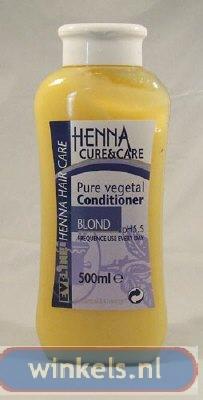 HENNA
CURE&CARE
Pure vegetal
Conditioner
BLOND
pH5,5
FREQUENCE USE EVERY DAY
500ml e
EVELINE HENNA HAIR CARE
winkels.nl